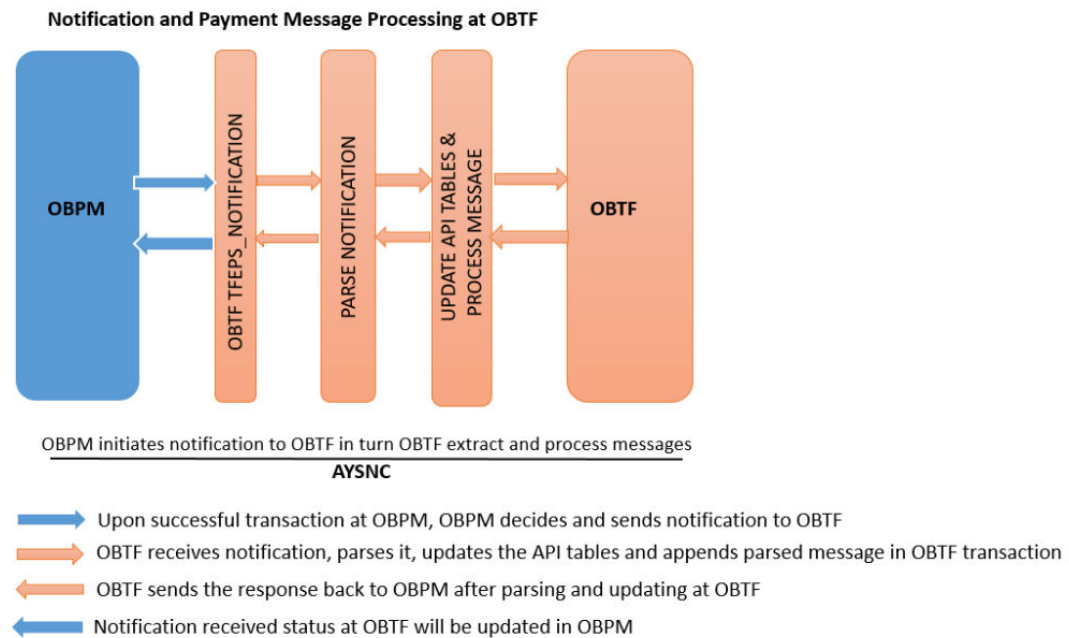 Notification and Payment Message Processing at OBTF
OBPM
OBTF TFEPS_NOTIFICATION
PARSE NOTIFICATION
UPDATE API TABLES &
PROCESS MESSAGE
OBTF
OBPM initiates notification to OBTF in turn OBTF extract and process messages
AYSNC
Upon successful transaction at OBPM, OBPM decides and sends notification to OBTF
OBTF receives notification, parses it, updates the API tables and appends parsed message in OBTF transaction
OBTF sends the response back to OBPM after parsing and updating at OBTF
Notification received status at OBTF will be updated in OBPM